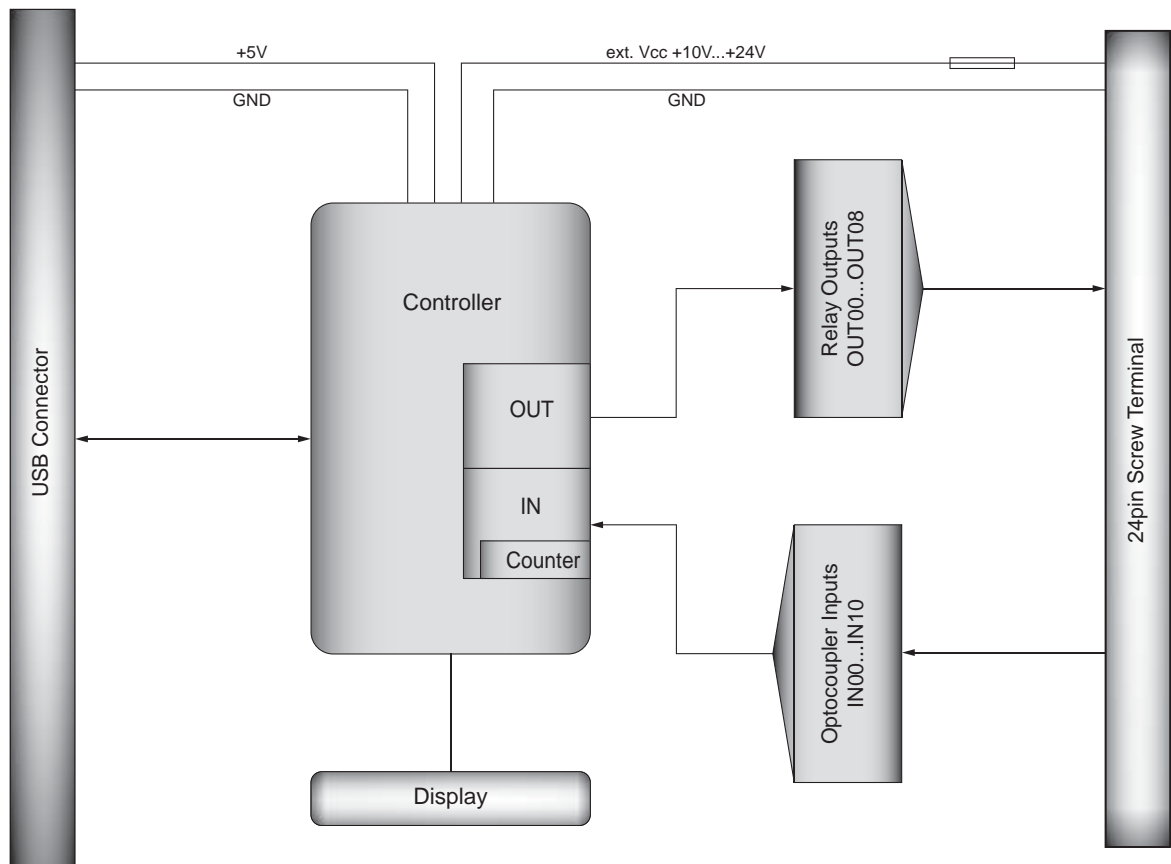 +5V
ext. Vcc +10V...+24V
GND
GND
USB Connector
Controller
OUT
IN
Counter
Relay Outputs
OUT00...OUT08
Optocoupler Inputs
IN00...IN10
24pin Screw Terminal
Display